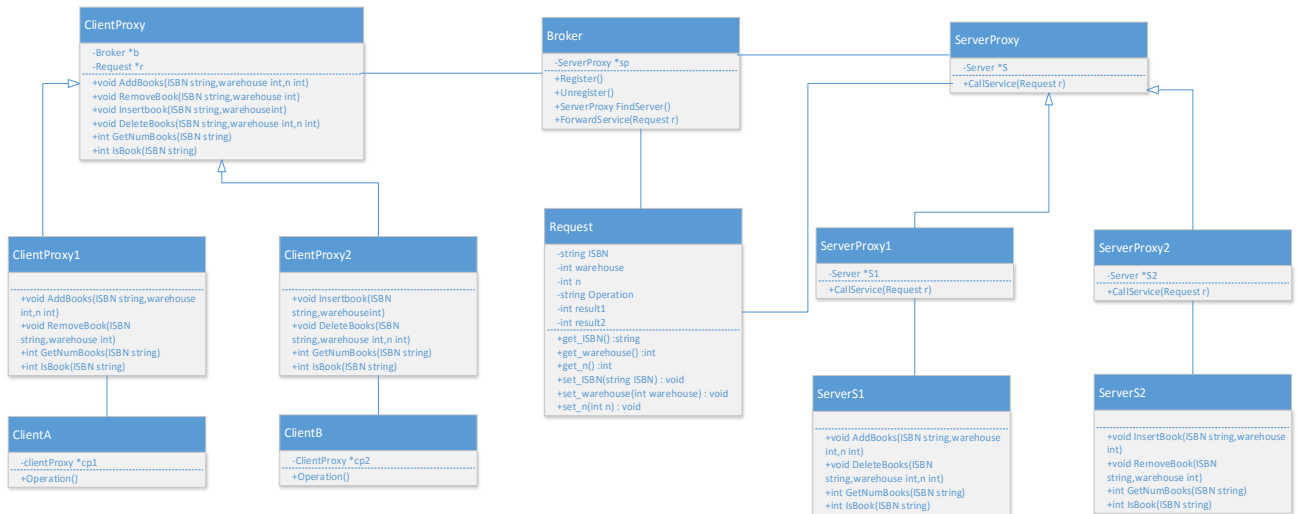 ClientProxy
-Broker *b
-Request *r
+void AddBooks(ISBN string,warehouse int,n int)
+void RemoveBook(ISBN string,warehouse int)
+void Insertbook(ISBN string,warehouseint)
+void DeleteBooks(ISBN string,warehouse int,n int)
+int GetNumBooks(ISBN string)
+int IsBook(ISBN string)
Broker
-ServerProxy *sp
+Register()
+Unregister()
+ServerProxy FindServer()
+ForwardService(Request r)
ServerProxy
-Server *S
+CallService(Request r)
ClientProxy1
+void AddBooks(ISBN string,warehouse
int,n int)
+void RemoveBook(ISBN
string,warehouse int)
+int GetNumBooks(ISBN string)
+int IsBook(ISBN string)
ClientProxy2
+void Insertbook(ISBN
string,warehouseint)
+void DeleteBooks(ISBN
string,warehouse int,n int)
+int GetNumBooks(ISBN string)
+int IsBook(ISBN string)
Request
-string ISBN
-int warehouse
-int n
-string Operation
-int result1
-int result2
+get_ISBN() :string
+get_warehouse() :int
+get_n() :int
+set_ISBN(string ISBN) : void
+set_warehouse(int warehouse) : void
+set_n(int n) : void
ServerProxy1
-Server *S1
+CallService(Request r)
ServerProxy2
-Server *S2
+CallService(Request r)
ClientA
-clientProxy *cp1
+Operation()
ClientB
-ClientProxy *cp2
+Operation()
ServerS1
+void AddBooks(ISBN string,warehouse
int,n int)
+void DeleteBooks(ISBN
string,warehouse int,n int)
+int GetNumBooks(ISBN string)
+int IsBook(ISBN string)
ServerS2
+void InsertBook(ISBN string,warehouse
int)
+void RemoveBook(ISBN
string,warehouse int)
+int GetNumBooks(ISBN string)
+int IsBook(ISBN string)